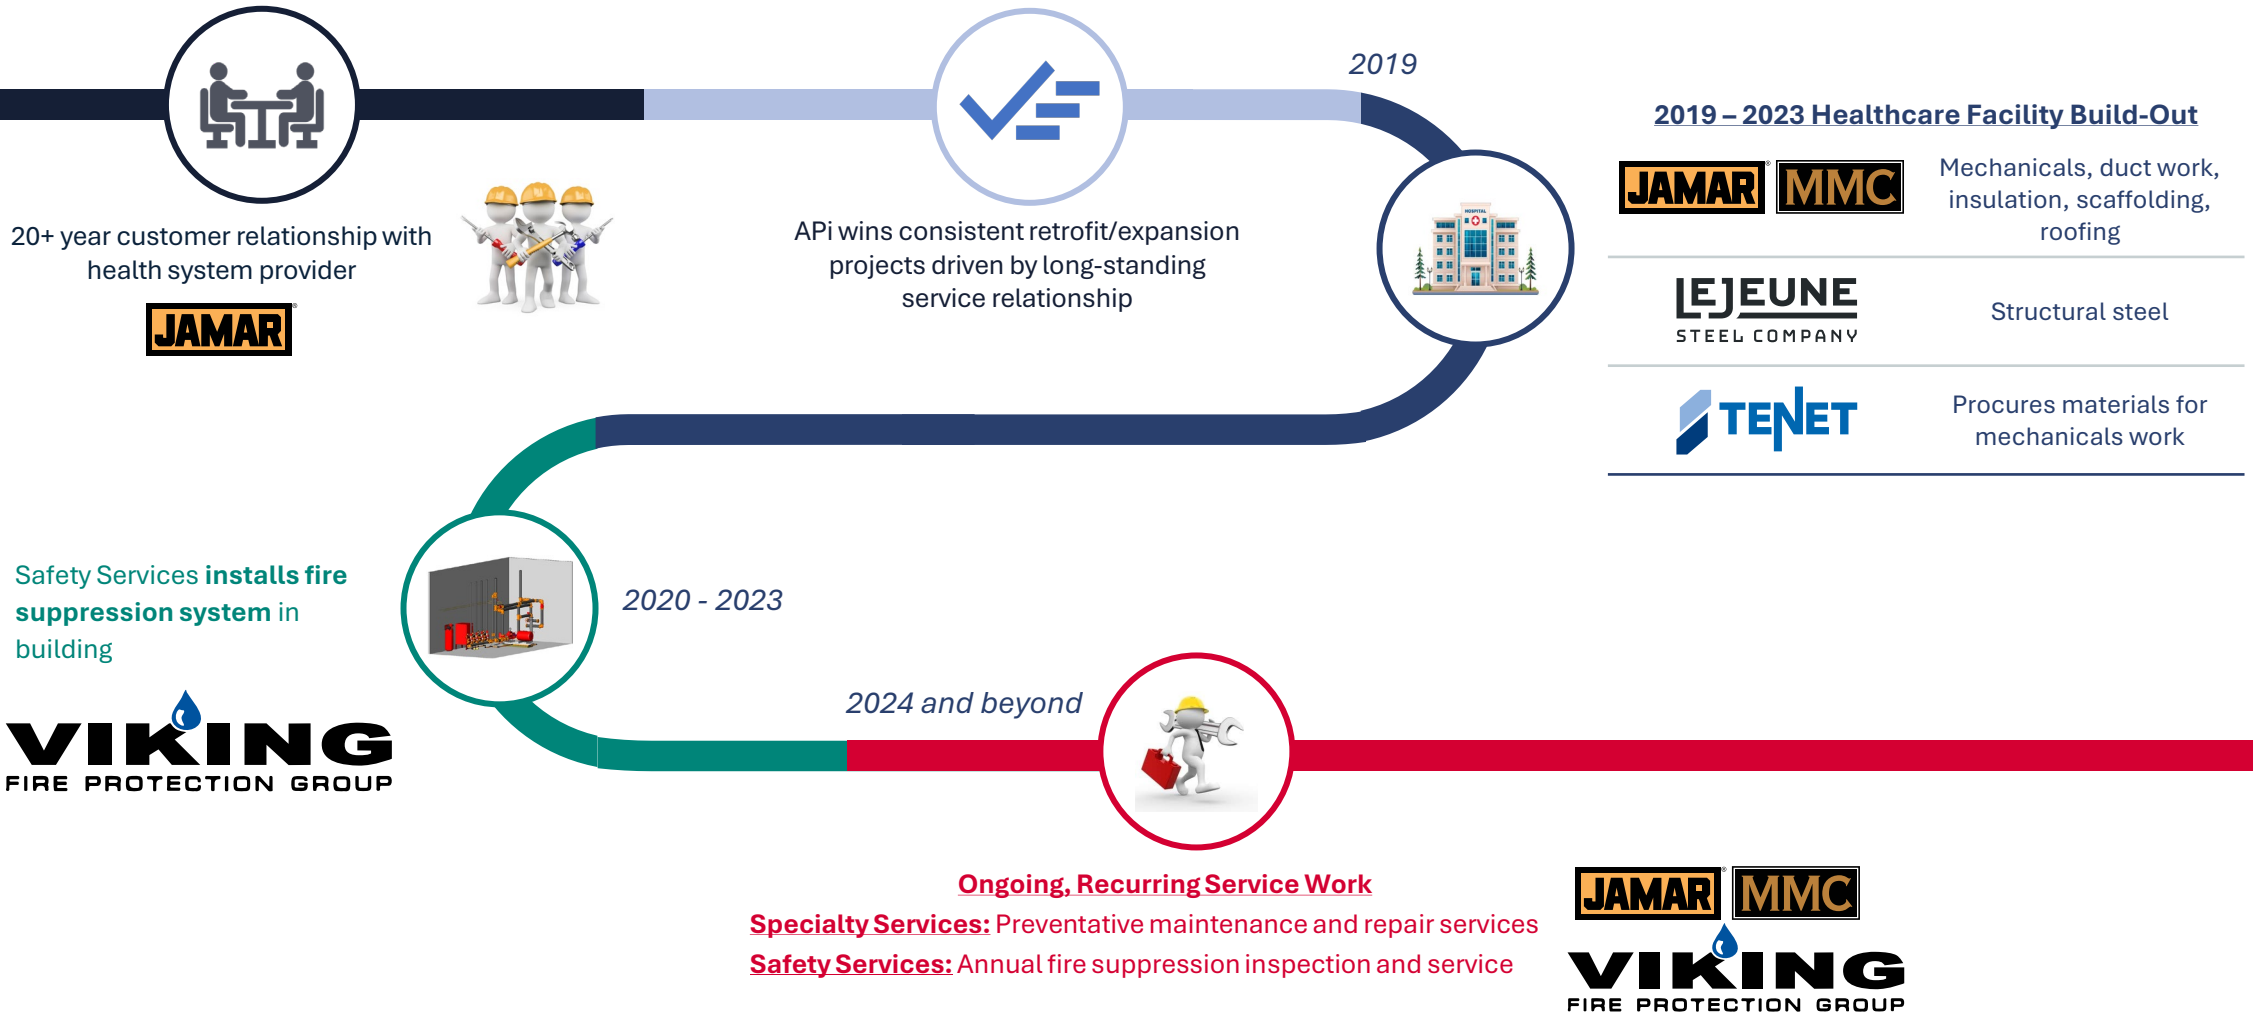 20+ year customer relationship with
health system provider
JAMAR®
APi wins consistent retrofit/expansion
projects driven by long-standing
service relationship
2019
HOSPITAL
2019 – 2023 Healthcare Facility Build-Out
JAMAR® MMC
Mechanicals, duct work,
insulation, scaffolding,
roofing
LEJEUNE
STEEL COMPANY
Structural steel
TENET
Procures materials for
mechanicals work
Safety Services installs fire
suppression system in
building
VIKING
FIRE PROTECTION GROUP
2020 - 2023
2024 and beyond
Ongoing, Recurring Service Work
Specialty Services: Preventative maintenance and repair services
Safety Services: Annual fire suppression inspection and service
JAMAR® MMC
VIKING
FIRE PROTECTION GROUP